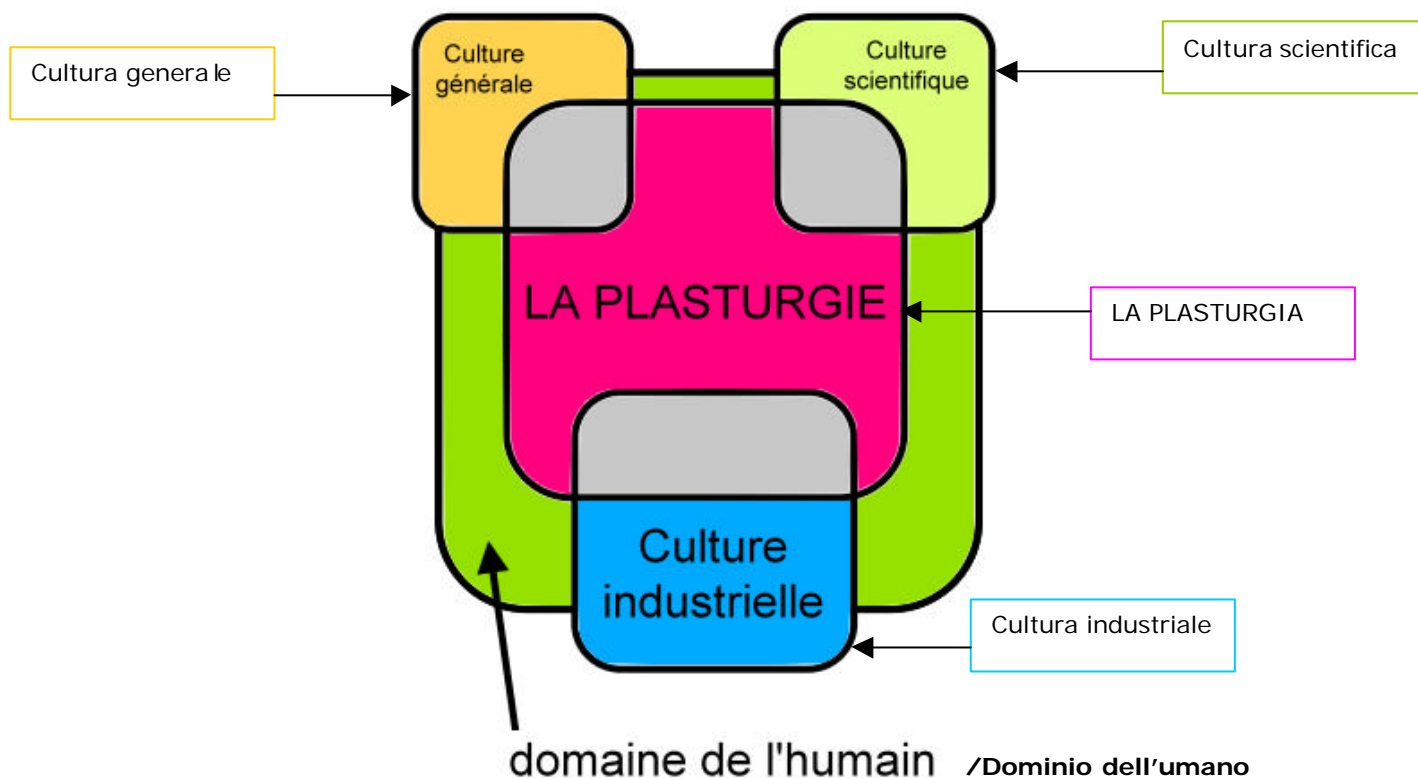 Cultura generale
Culture
générale
Culture
scientifique
Cultura scientifica
LA PLASTURGIE
LA PLASTURGIA
Culture
industrielle
Cultura industriale
domaine de l'humain /Dominio dell'umano